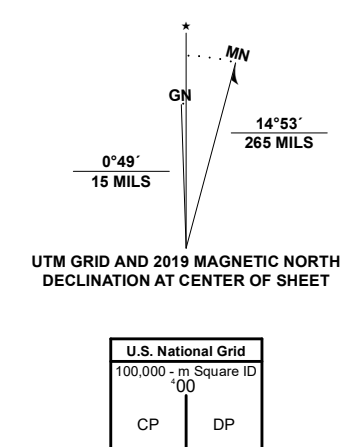 ★
MN
GN
14°53´
265 MILS
0°49´
15 MILS
UTM GRID AND 2019 MAGNETIC NORTH
DECLINATION AT CENTER OF SHEET
U.S. National Grid
100,000 - m Square ID
⁴00
CP DP